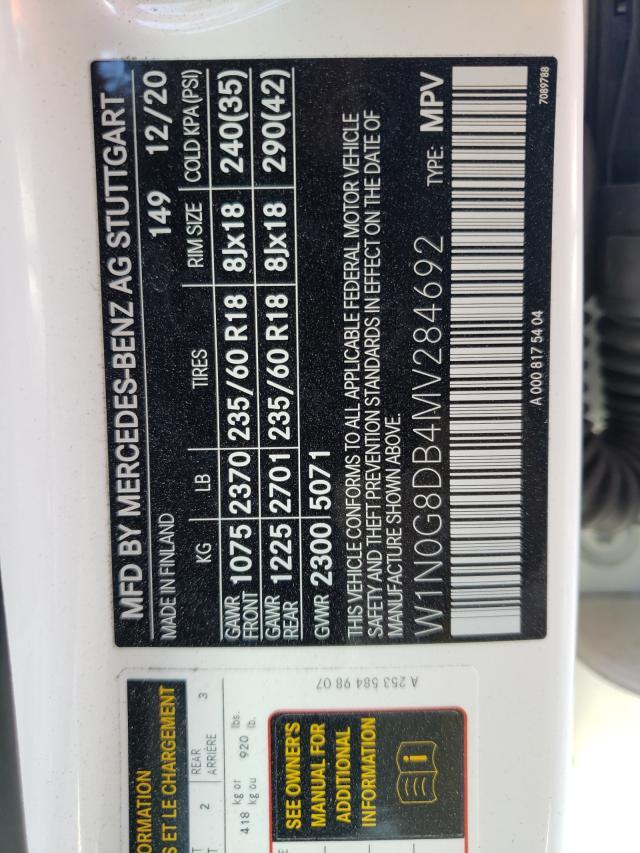 MFD BY MERCEDES-BENZ AG STUTTGART
MADE IN FINLAND 149 12/20
KG LB TIRES RIM SIZE COLD KPA (PSI)
GAWR FRONT 1075 2370 235/60 R18 8Jx18 240(35)
GAWR REAR 1225 2701 235/60 R18 8Jx18 290(42)
GVWR 2300 5071
THIS VEHICLE CONFORMS TO ALL APPLICABLE FEDERAL MOTOR VEHICLE
SAFETY AND THEFT PREVENTION STANDARDS IN EFFECT ON THE DATE OF
MANUFACTURE SHOWN ABOVE.
W1N0G8DB4MV284692 TYPE: MPV
7089788
A 000 817 54 04
A 253 584 98 07
ORMATION
S ET LE CHARGEMENT
2 REAR ARRIÈRE 3
418 kg or kg ou 920 lbs. lb.
SEE OWNER'S
MANUAL FOR
ADDITIONAL
INFORMATION